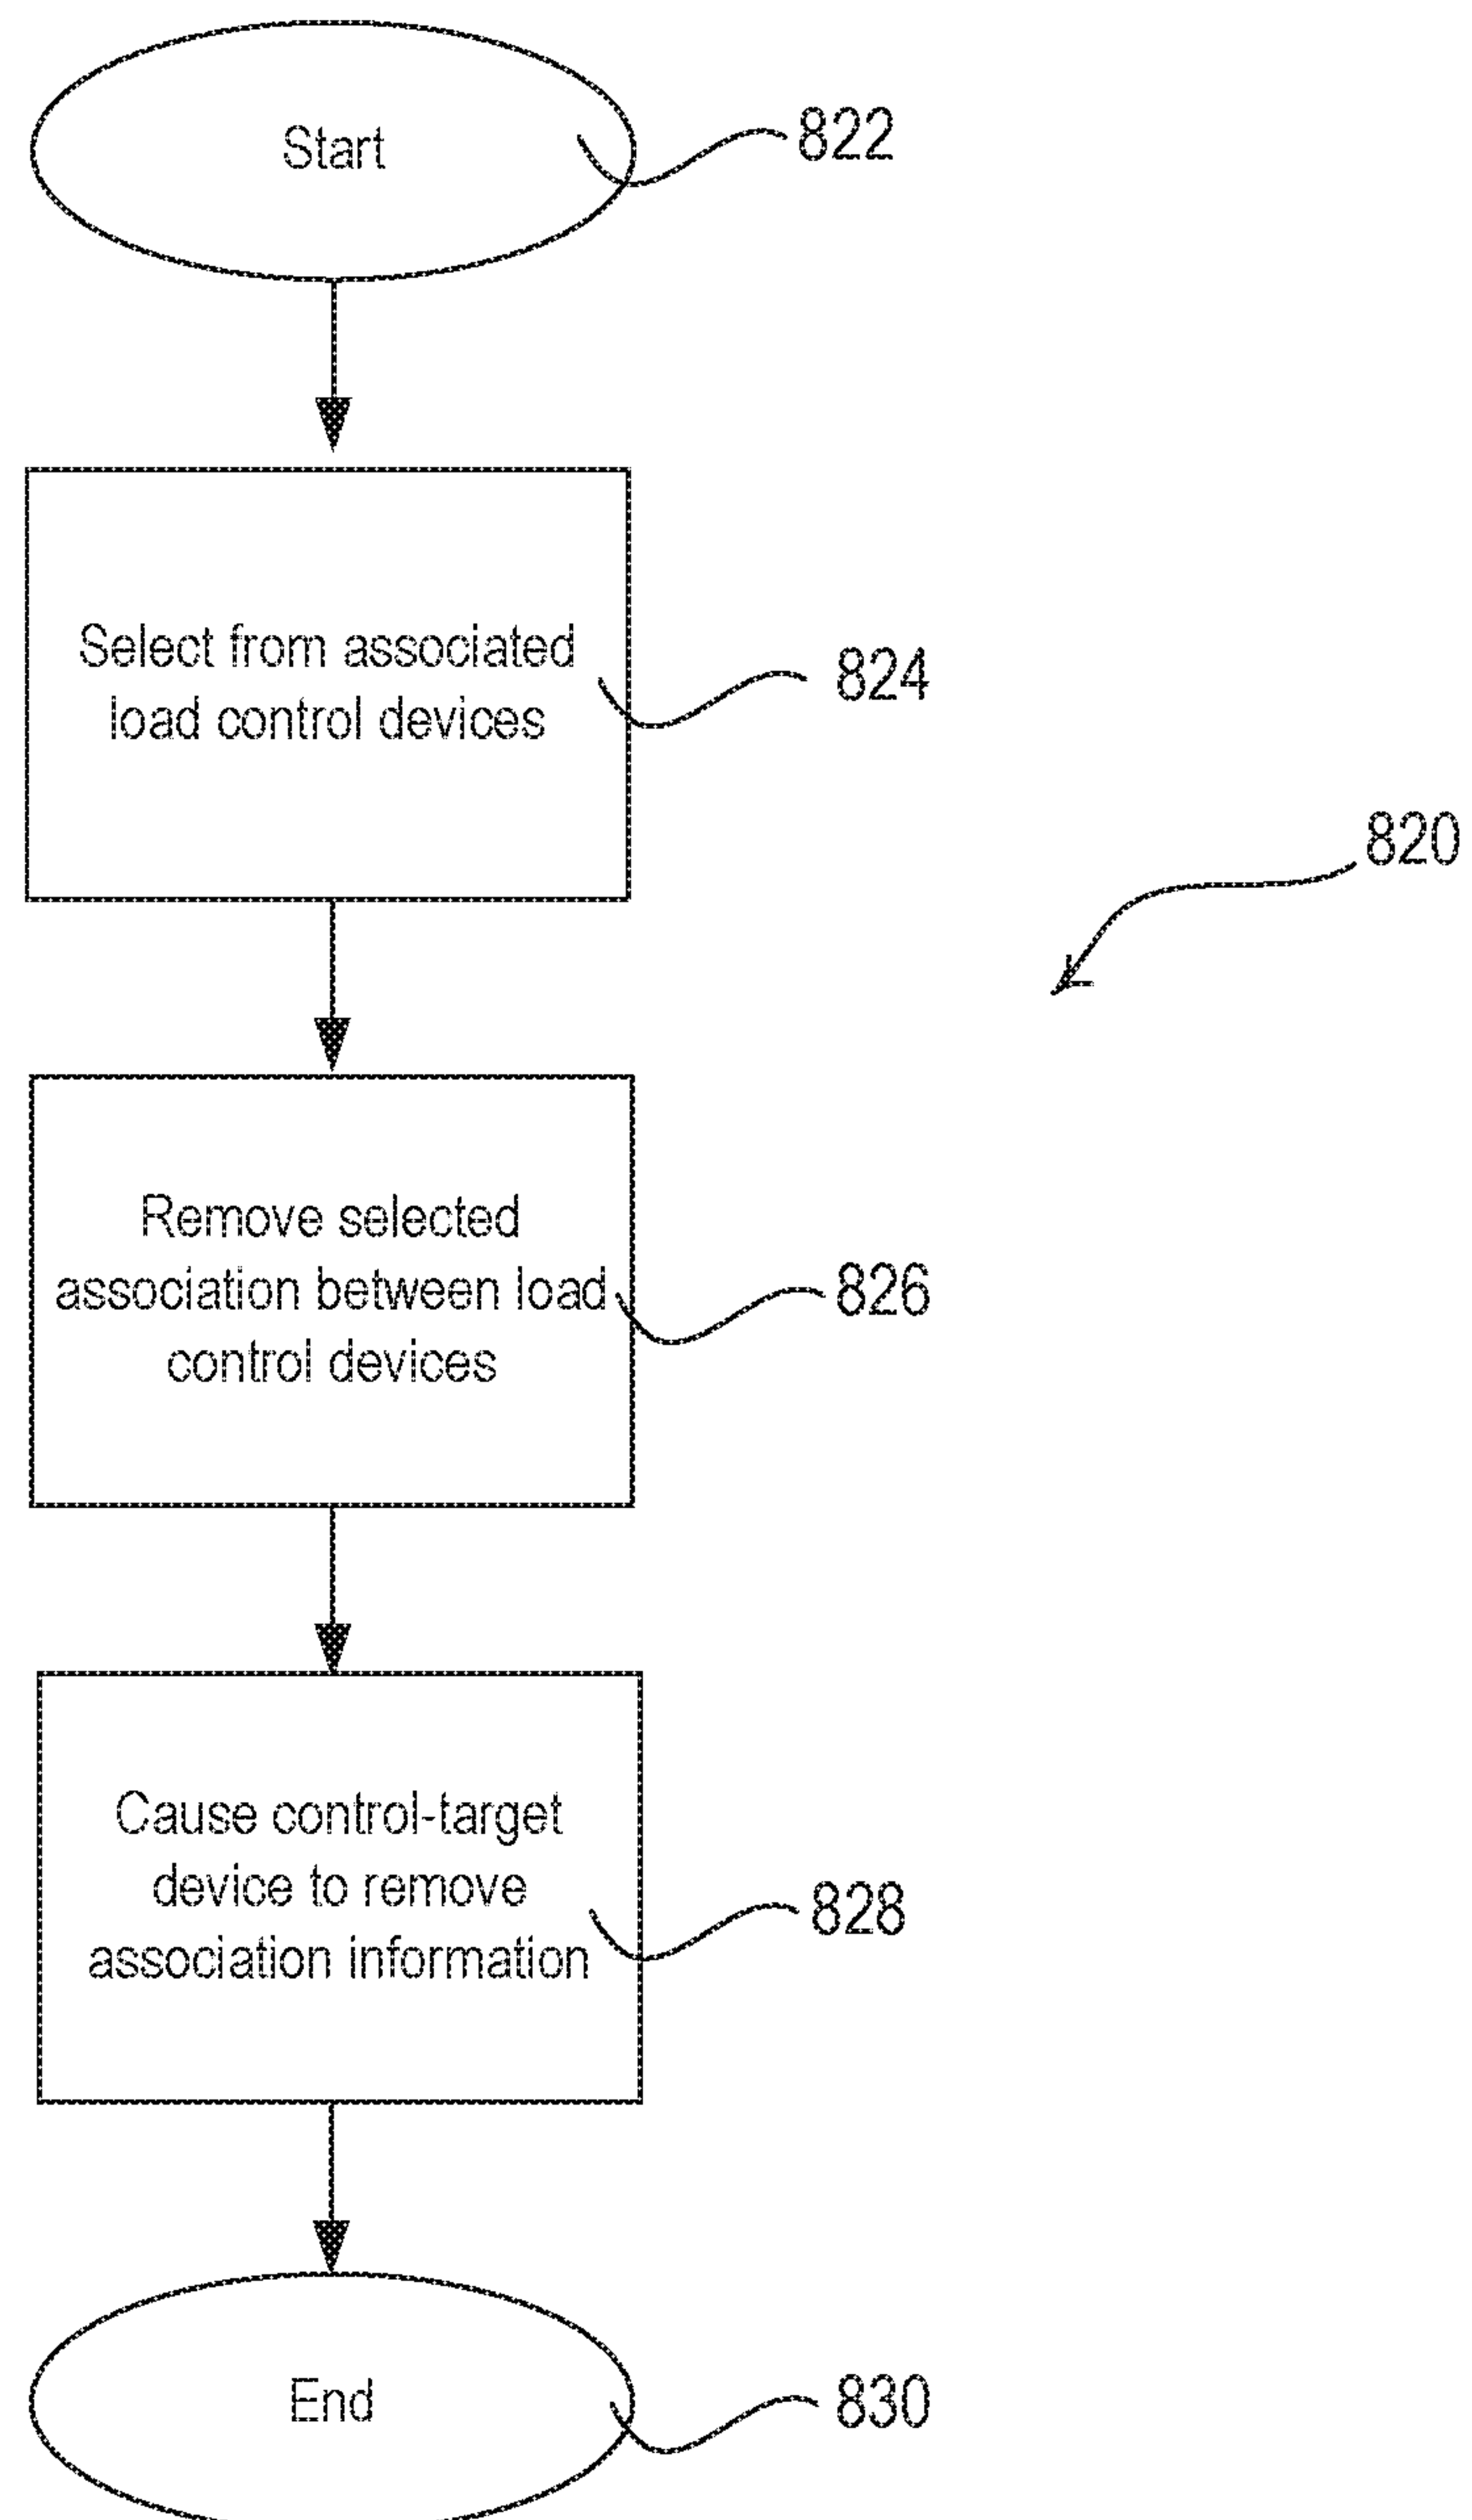 Start
822
Select from associated
load control devices
824
820
Remove selected
association between load
control devices
826
Cause control-target
device to remove
association information
828
End
830